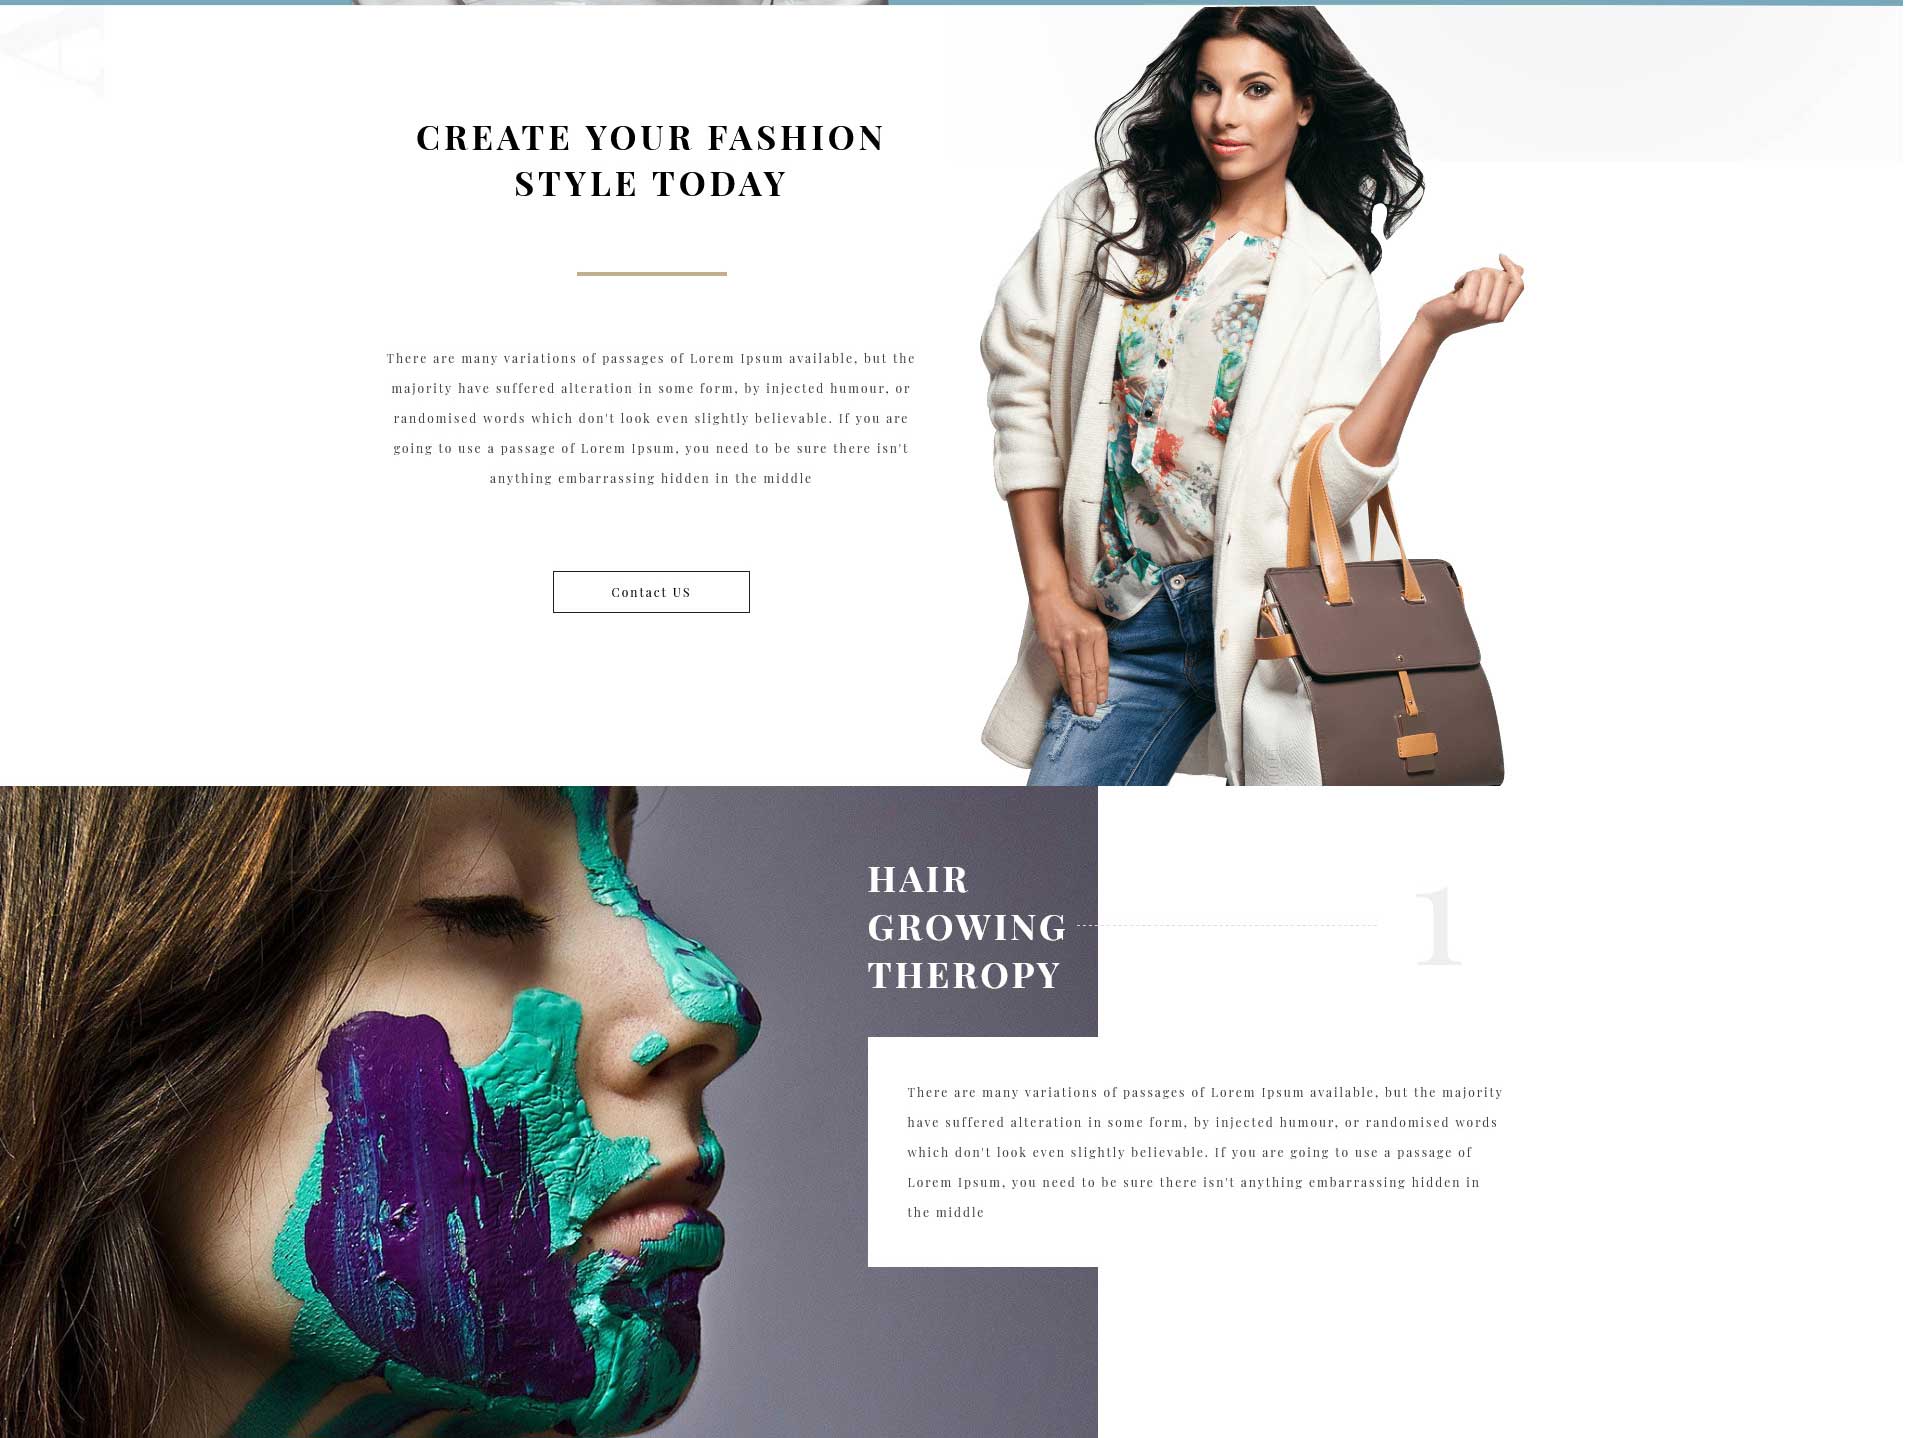 A
CREATE YOUR FASHION
STYLE TODAY
There are many variations of passages of Lorem Ipsum available, but the
majority have suffered alteration in some form, by injected humour, or
randomised words which don't look even slightly believable. If you are
going to use a passage of Lorem Ipsum, you need to be sure there isn't
anything embarrassing hidden in the middle
Contact US
HAIR
GROWING
THEROPY
1
There are many variations of passages of Lorem Ipsum available, but the majority
have suffered alteration in some form, by injected humour, or randomised words
which don't look even slightly believable. If you are going to use a passage of
Lorem Ipsum, you need to be sure there isn't anything embarrassing hidden in
the middle